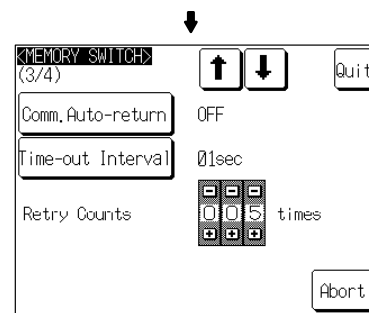 <MEMORY SWITCH>
(3/4)
Quit
Comm.Auto-return OFF
Time-out Interval 01sec
Retry Counts 005 times
Abort